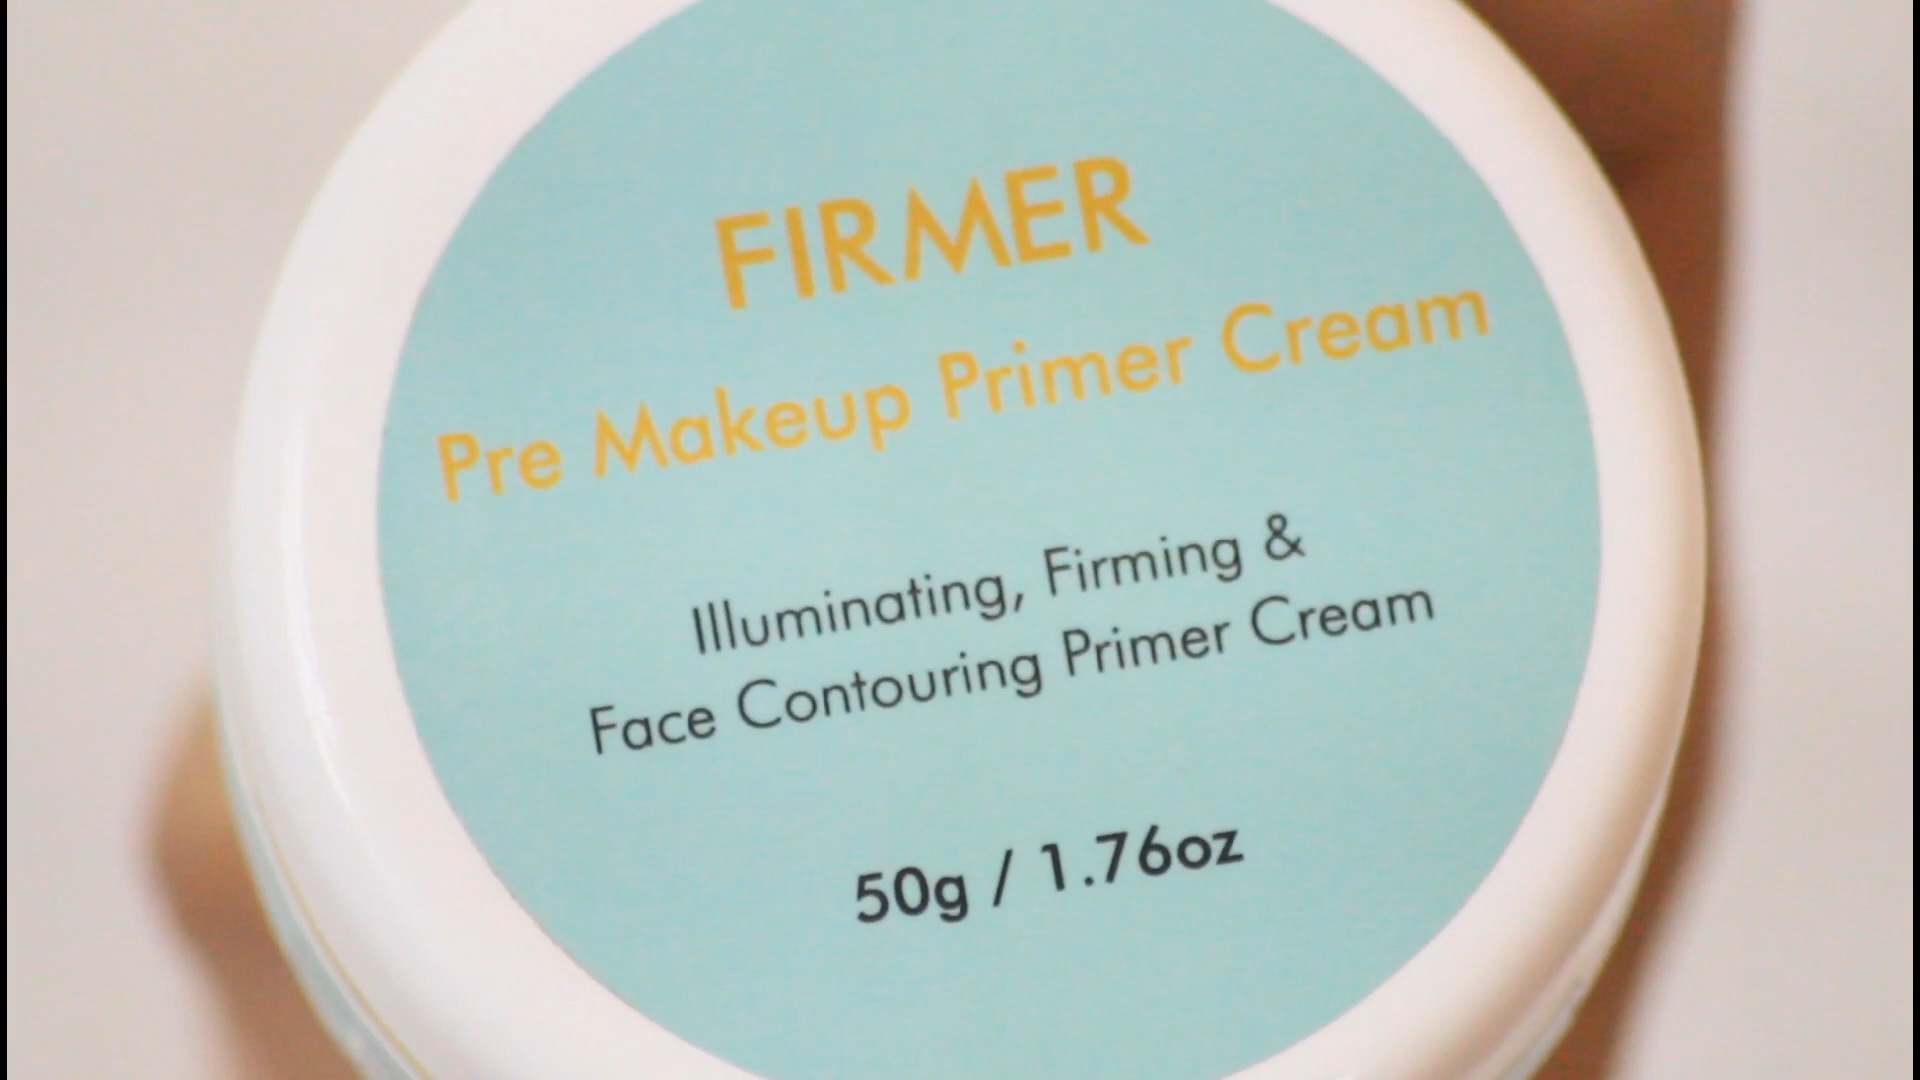 FIRMER
Pre Makeup Primer Cream
Illuminating, Firming &
Face Contouring Primer Cream
50g / 1.76oz